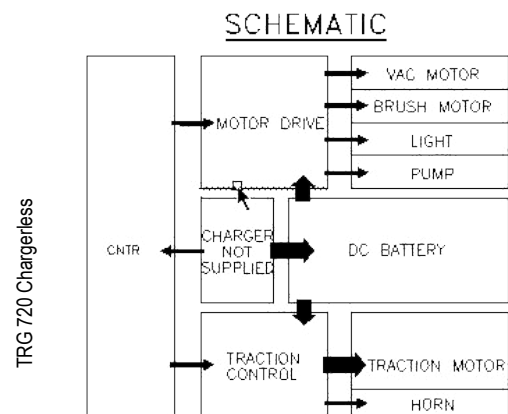 SCHEMATIC
VAC MOTOR
BRUSH MOTOR
MOTOR DRIVE
LIGHT
PUMP
TRG 720 Chargerless
CNTR
CHARGER
NOT
SUPPLIED
DC BATTERY
TRACTION
CONTROL
TRACTION MOTOR
HORN